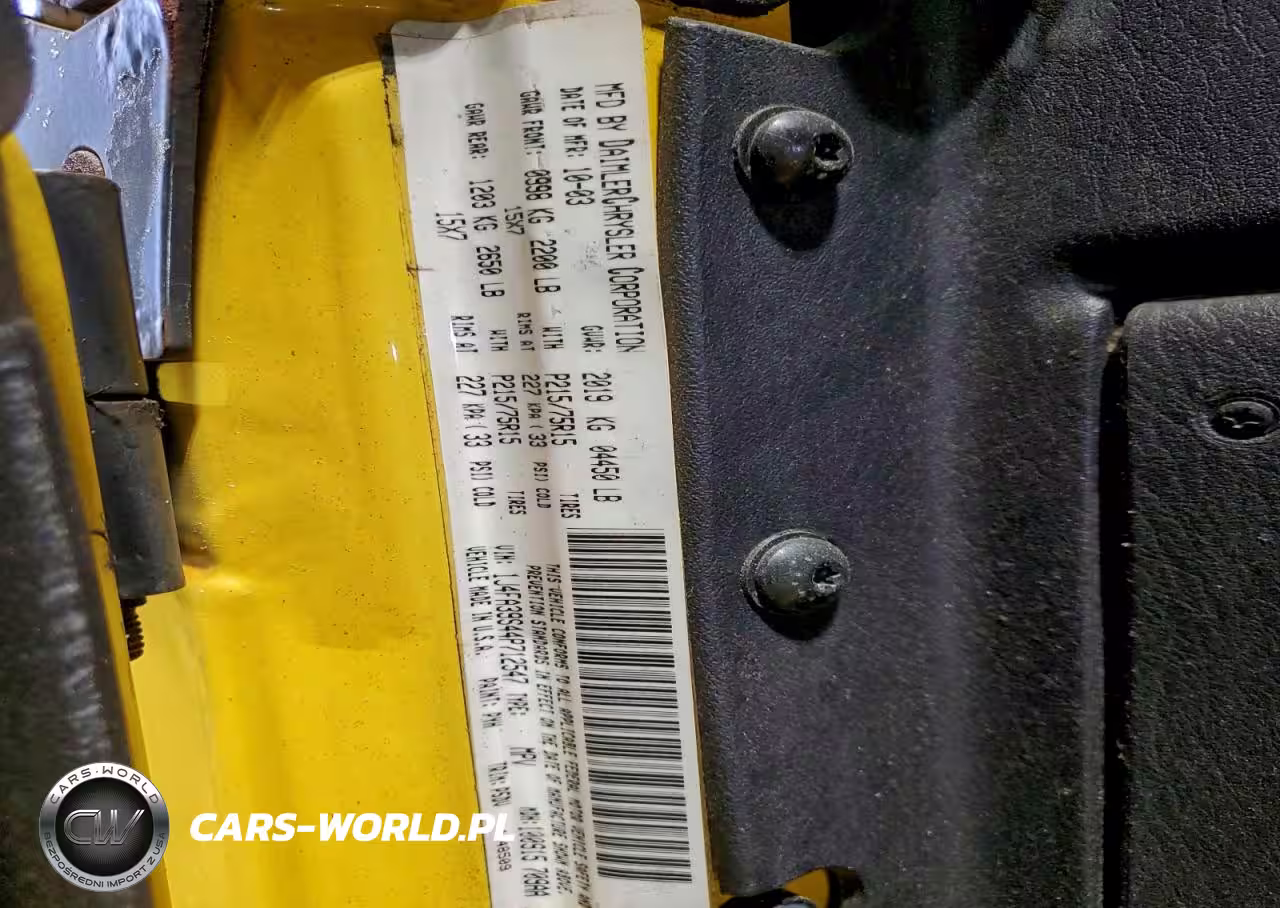 MFD BY DAIMLERCHRYSLER CORPORATION
DATE OF MFR: 10-03 GVWR: 2019 KG 04450 LB
GAWR FRONT: 0998 KG 2200 LB WITH P215/75R15 TIRES
15X7 RIMS AT 227 KPA( 33 PSI) COLD
GAWR REAR: 1203 KG 2650 LB WITH P215/75R15 TIRES
15X7 RIMS AT 227 KPA( 33 PSI) COLD
THIS VEHICLE CONFORMS TO ALL APPLICABLE FEDERAL MOTOR VEHICLE SAFETY AND
PREVENTION STANDARDS IN EFFECT ON THE DATE OF MANUFACTURE SHOWN ABOVE.
VIN: 1J4FA39S44P712547 TYPE: MPV
VEHICLE MADE IN U.S.A. PAINT: TRIM:
CARS-WORLD
CW
BEZPOŚREDNI IMPORT Z USA
CARS-WORLD.PL